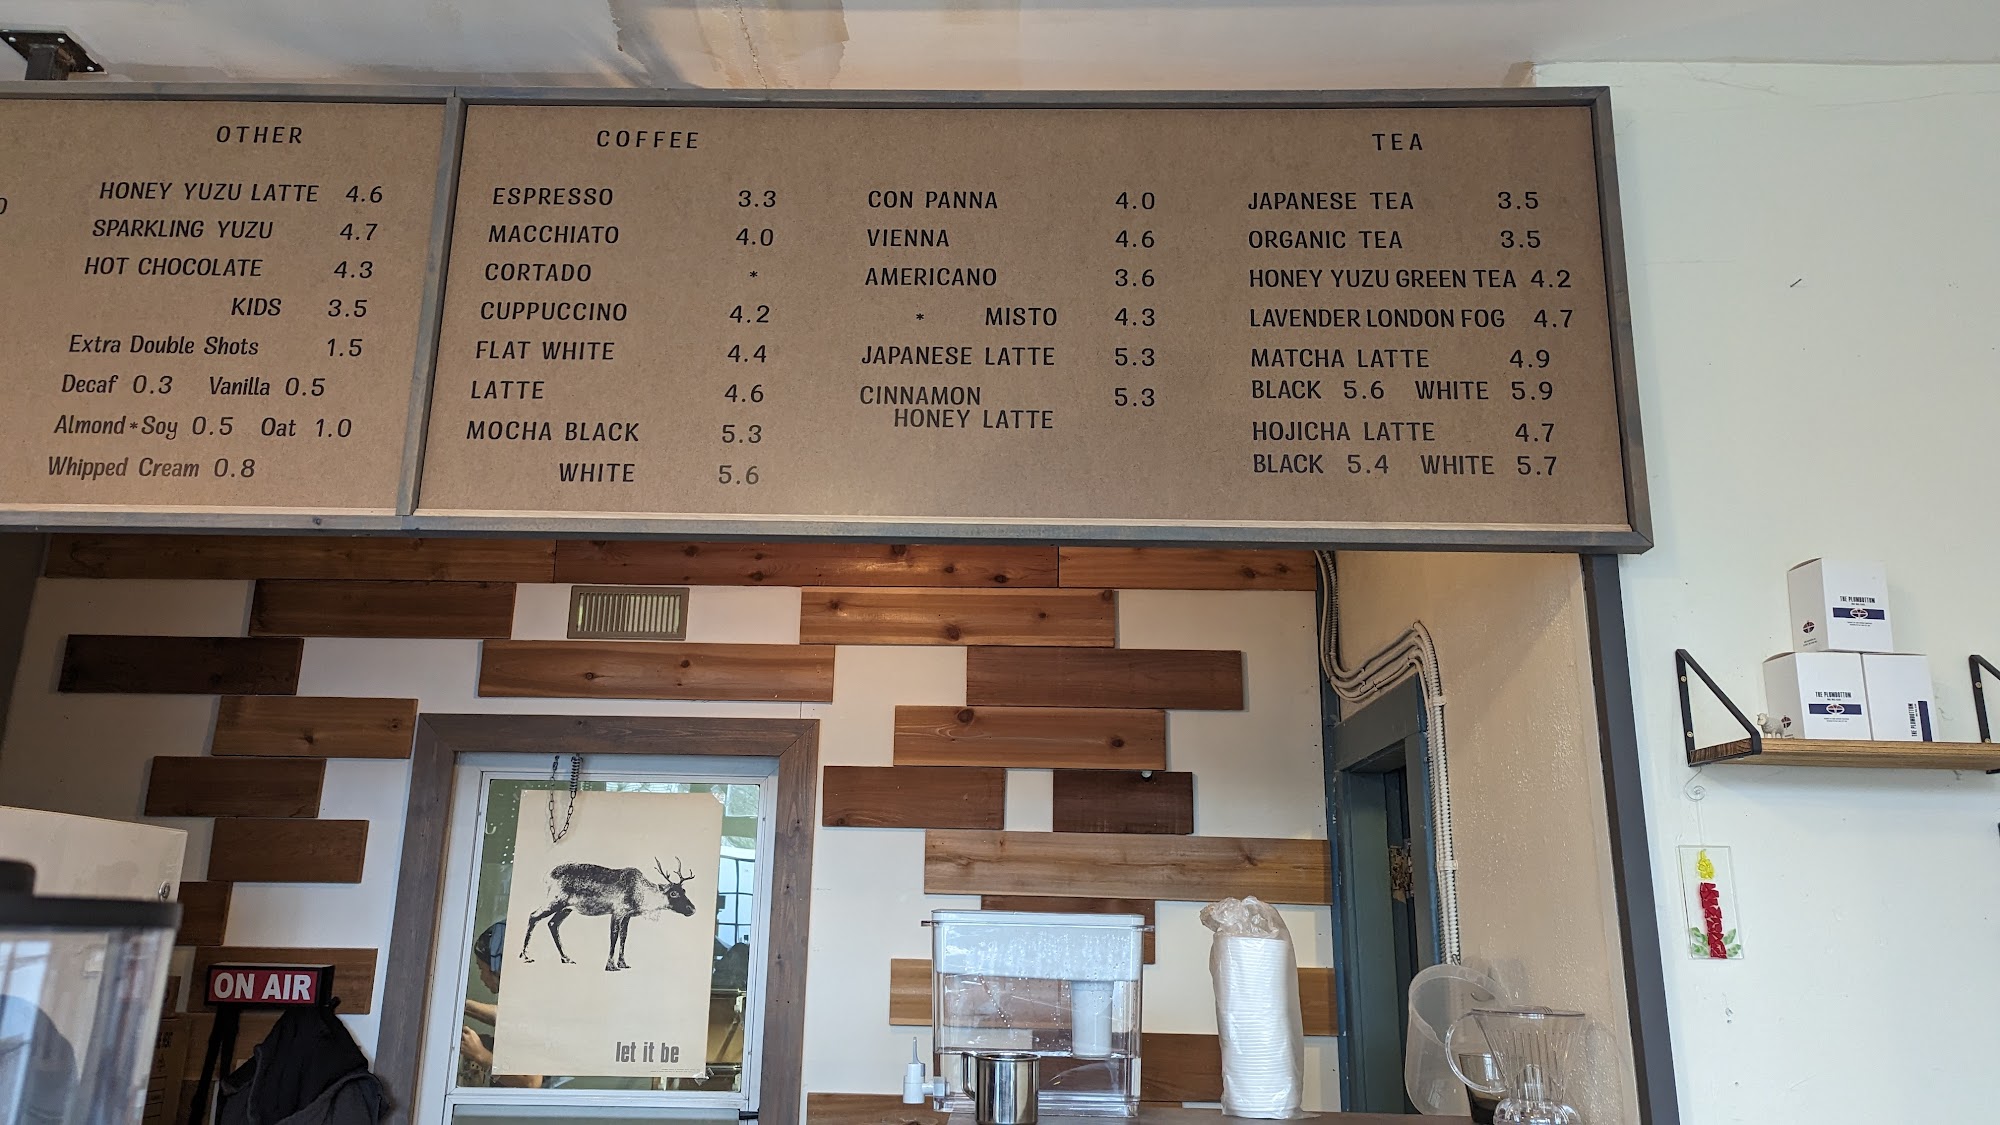 OTHER
HONEY YUZU LATTE 4.6
SPARKLING YUZU 4.7
HOT CHOCOLATE 4.3
KIDS 3.5
Extra Double Shots 1.5
Decaf 0.3 Vanilla 0.5
Almond*Soy 0.5 Oat 1.0
Whipped Cream 0.8
COFFEE
ESPRESSO 3.3
MACCHIATO 4.0
CORTADO *
CUPPUCCINO 4.2
FLAT WHITE 4.4
LATTE 4.6
MOCHA BLACK 5.3
WHITE 5.6
CON PANNA 4.0
VIENNA 4.6
AMERICANO 3.6
* MISTO 4.3
JAPANESE LATTE 5.3
CINNAMON 5.3
HONEY LATTE
TEA
JAPANESE TEA 3.5
ORGANIC TEA 3.5
HONEY YUZU GREEN TEA 4.2
LAVENDER LONDON FOG 4.7
MATCHA LATTE 4.9
BLACK 5.6 WHITE 5.9
HOJICHA LATTE 4.7
BLACK 5.4 WHITE 5.7
THE PLUMBUTTOM
THE PLUMBUTTOM
THE PLUMBUTTOM
ON AIR
let it be